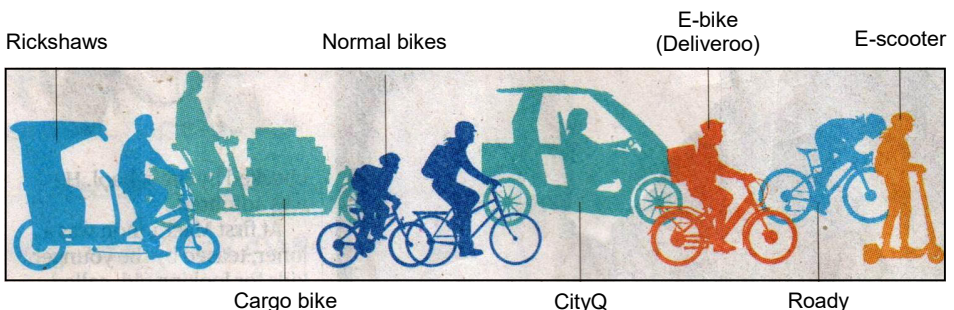 Rickshaws
Normal bikes
E-bike
(Deliveroo)
E-scooter
Cargo bike
CityQ
Roady